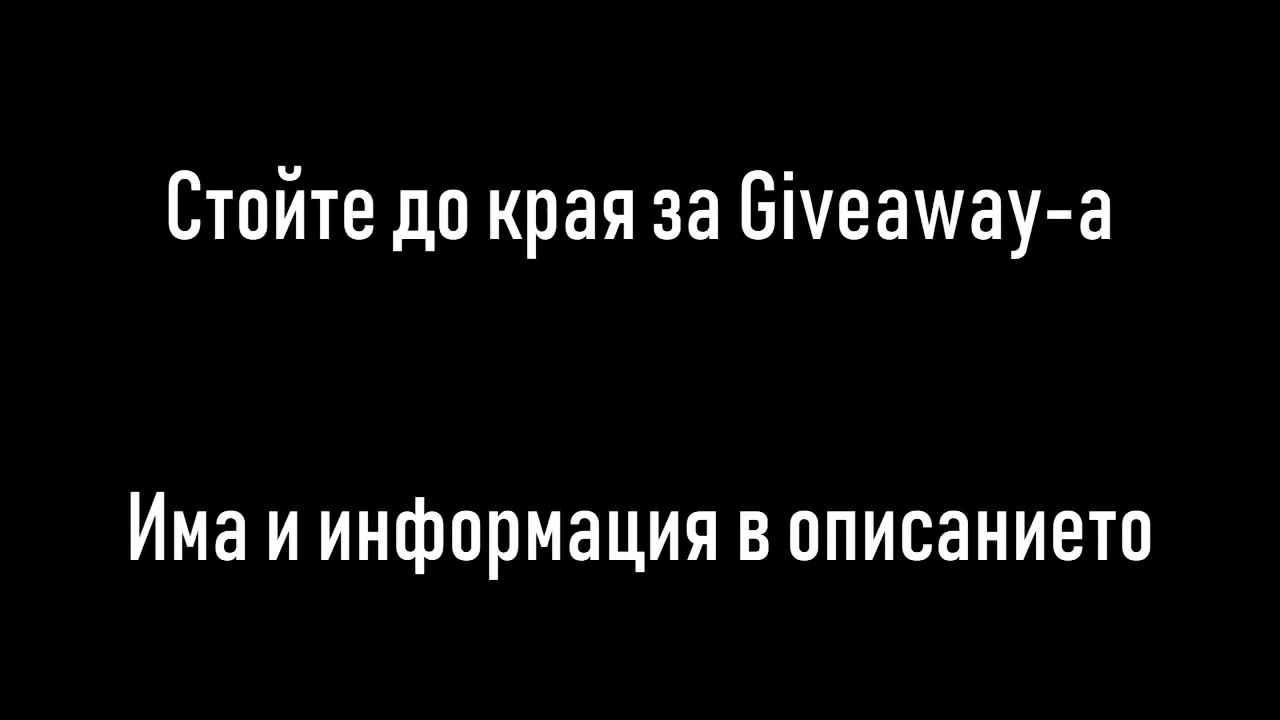 Стойте до края за Giveaway-а
Има и информация в описанието